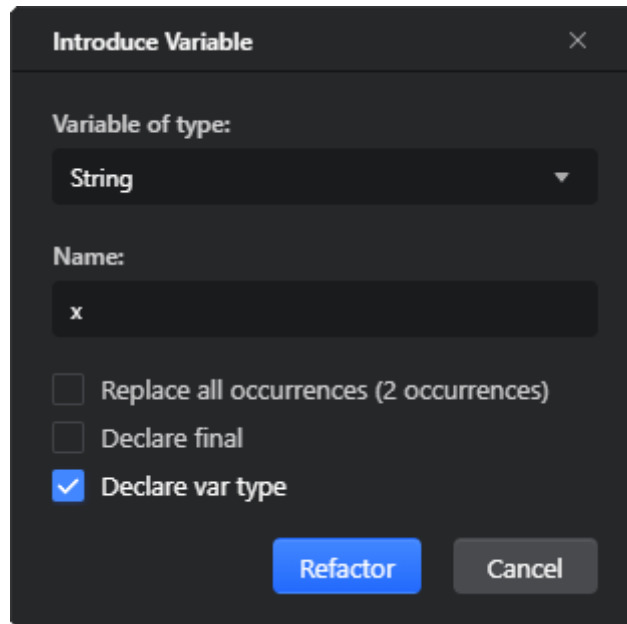 Introduce Variable
Variable of type:
String
Name:
x
Replace all occurrences (2 occurrences)
Declare final
Declare var type
Refactor Cancel